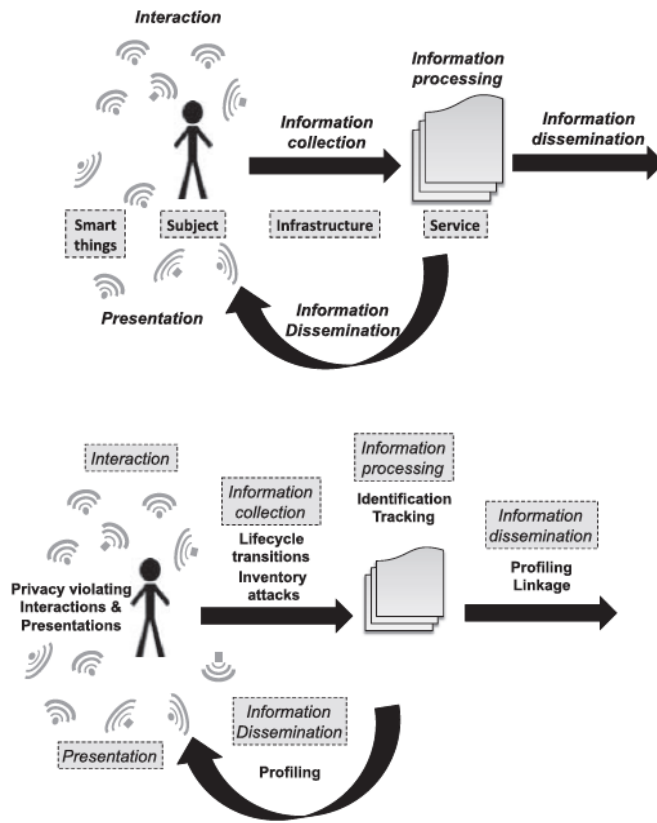 Interaction
Information
processing
Information
collection
Information
dissemination
Smart
things
Subject
Infrastructure
Service
Presentation
Information
Dissemination
Interaction
Information
processing
Information
collection
Identification
Tracking
Information
dissemination
Lifecycle
transitions
Inventory
attacks
Profiling
Linkage
Privacy violating
Interactions &
Presentations
Information
Dissemination
Presentation
Profiling